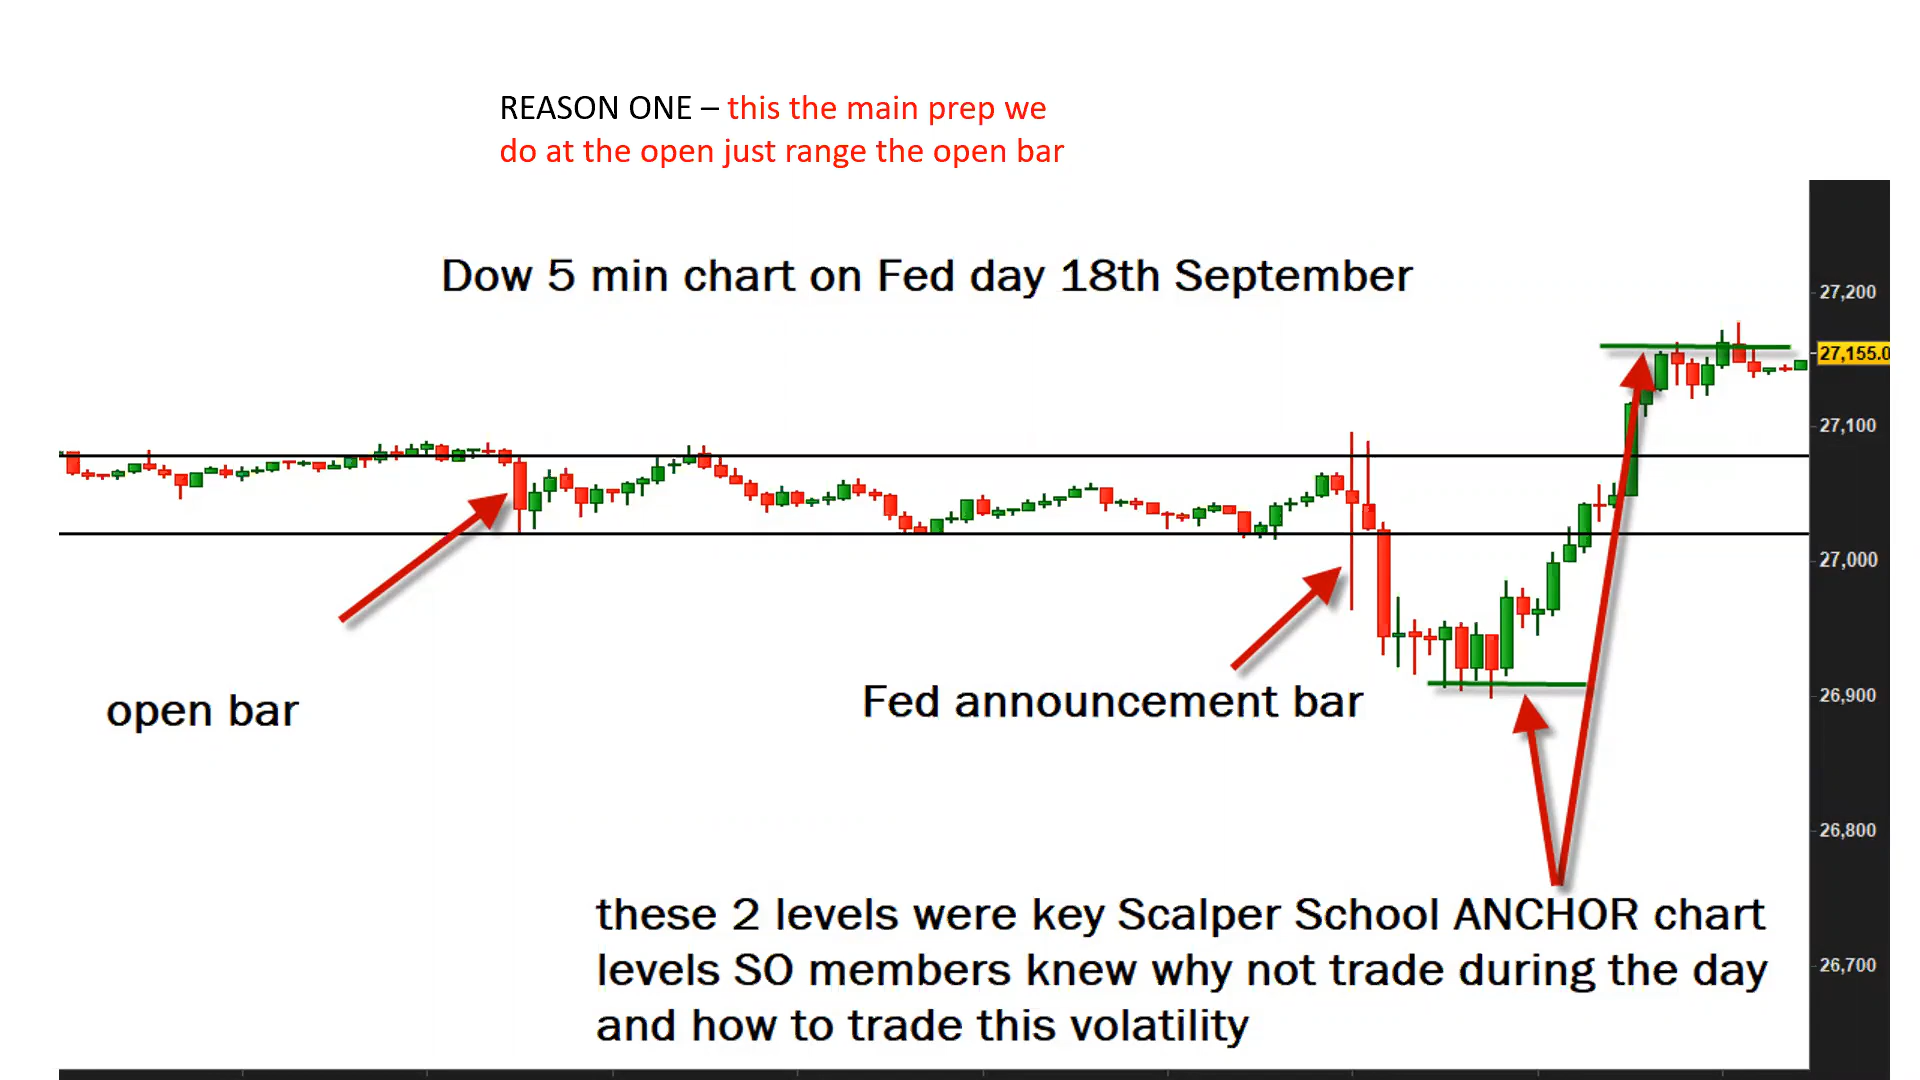 REASON ONE – this the main prep we
do at the open just range the open bar
Dow 5 min chart on Fed day 18th September
27,200
27,155.0
27,100
27,000
open bar
Fed announcement bar
26,900
26,800
these 2 levels were key Scalper School ANCHOR chart
levels SO members knew why not trade during the day
26,700
and how to trade this volatility